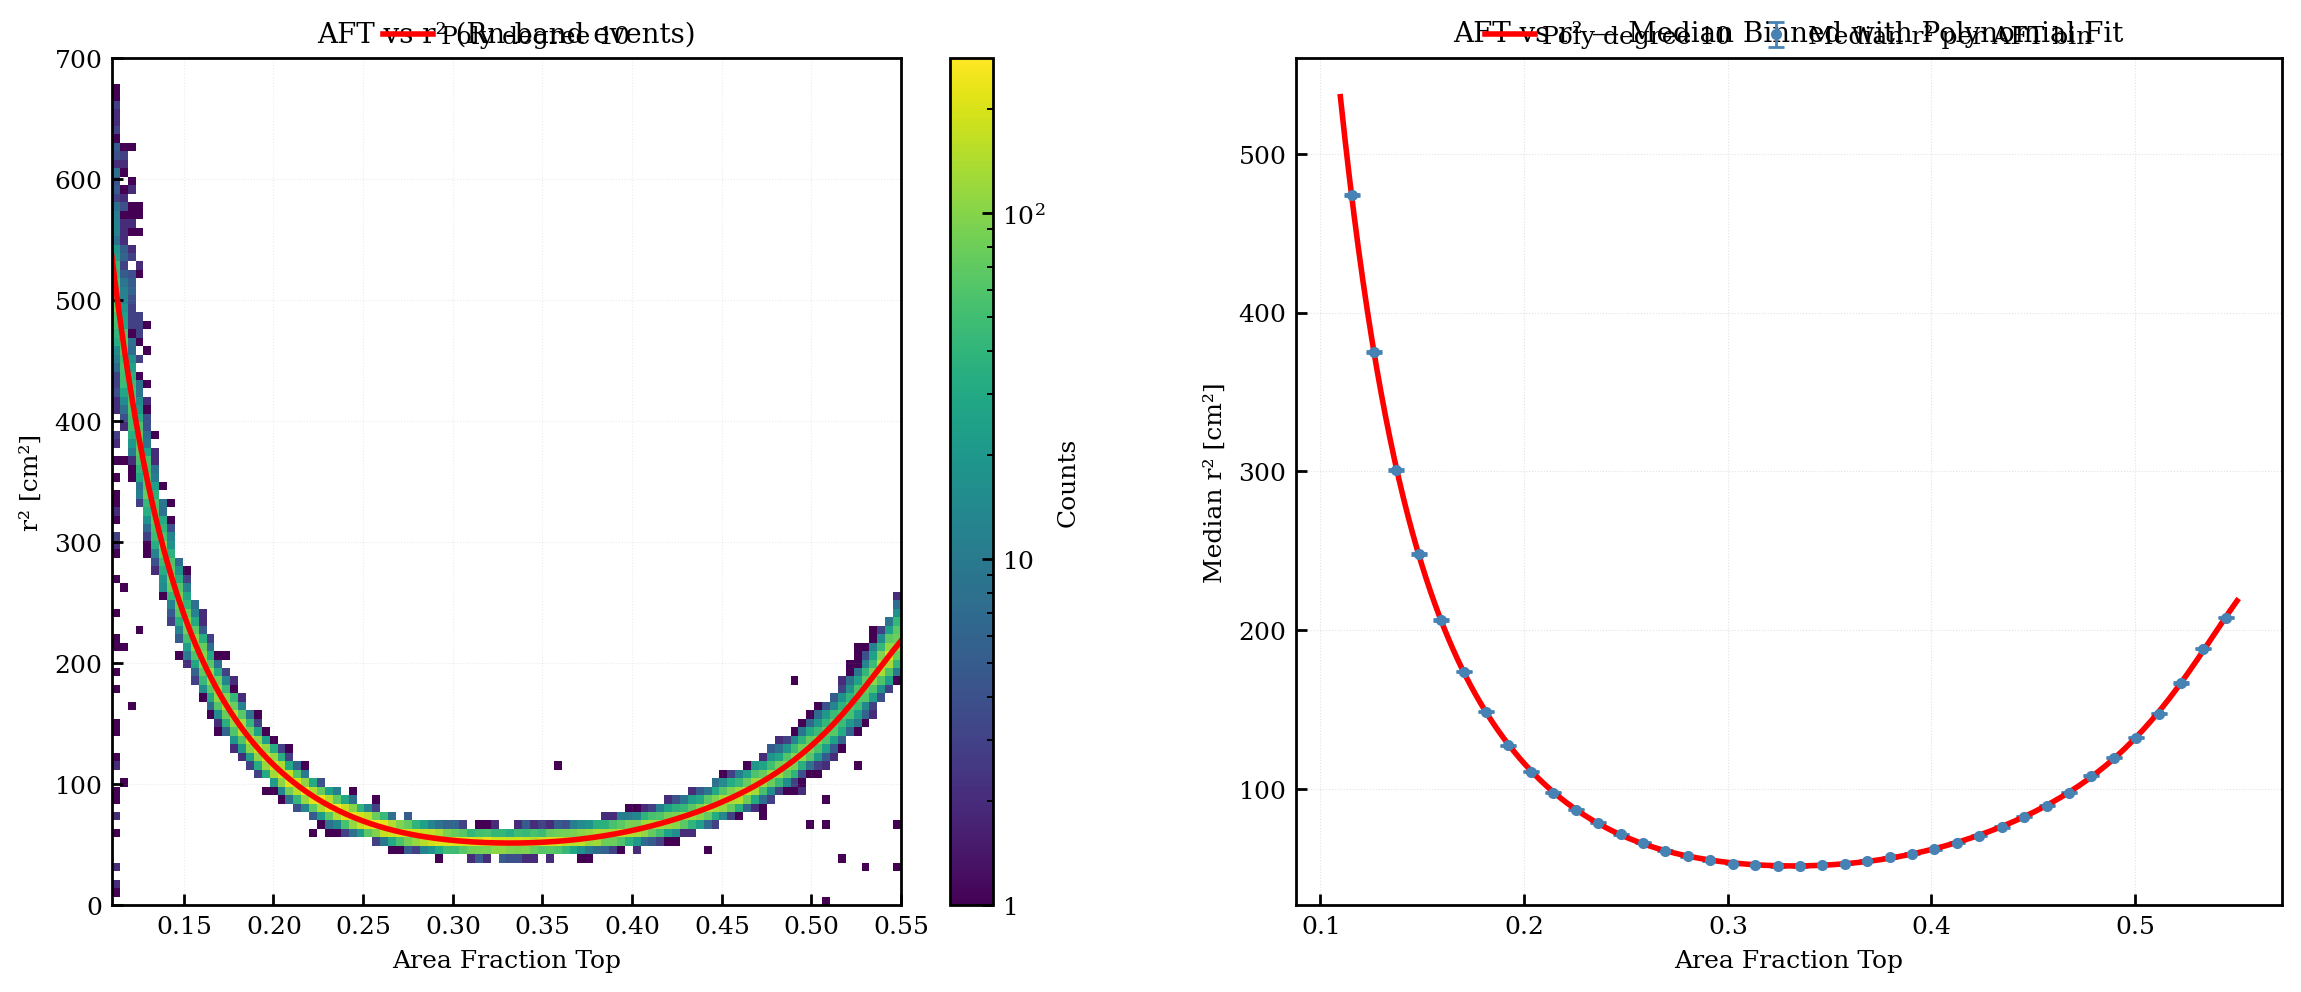 AFT vs r² (Rn-band events)
Poly degree 10
700
600
500
400
300
200
100
0
r² [cm²]
0.15 0.20 0.25 0.30 0.35 0.40 0.45 0.50 0.55
Area Fraction Top
10²
10
1
Counts
AFT vs r² — Median Binned with Polynomial Fit
Poly degree 10
Median r² per AFT bin
500
400
300
200
100
Median r² [cm²]
0.1 0.2 0.3 0.4 0.5
Area Fraction Top